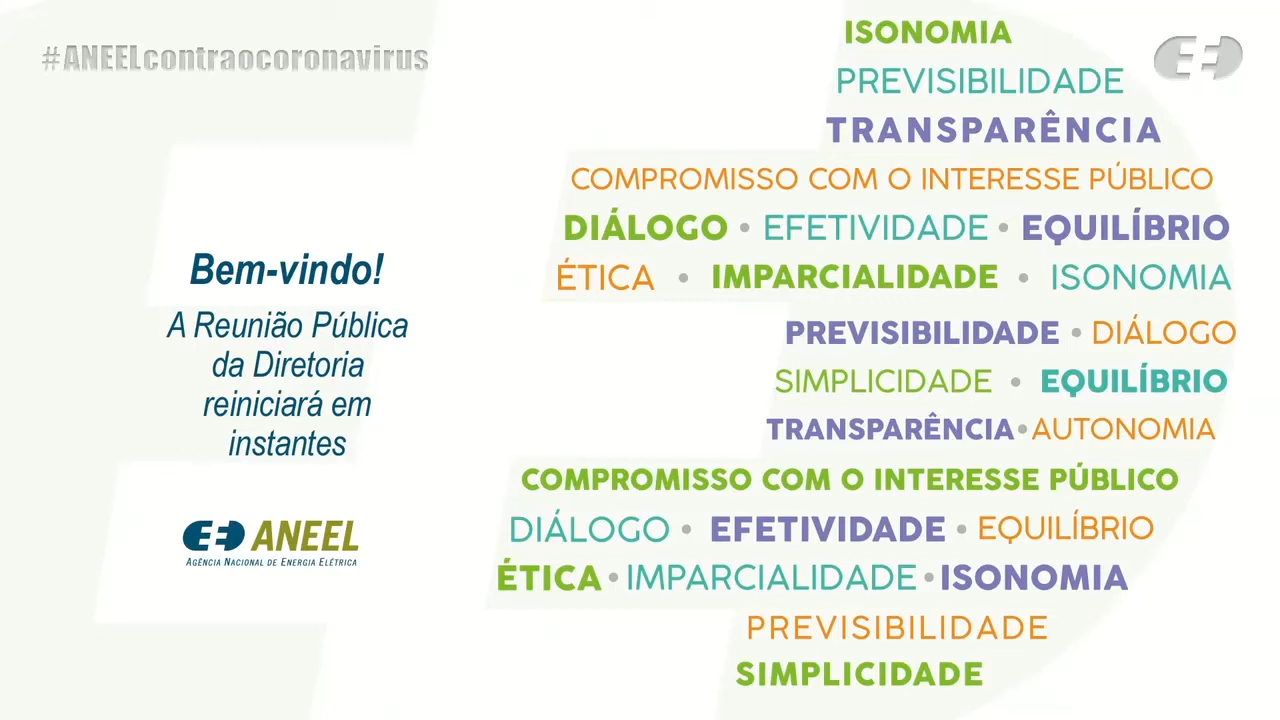 #ANEELcontraocoronavirus
Bem-vindo!
A Reunião Pública
da Diretoria
reiniciará em
instantes
ANEEL
AGÊNCIA NACIONAL DE ENERGIA ELÉTRICA
ISONOMIA
PREVISIBILIDADE
TRANSPARÊNCIA
COMPROMISSO COM O INTERESSE PÚBLICO
DIÁLOGO • EFETIVIDADE • EQUILÍBRIO
ÉTICA • IMPARCIALIDADE • ISONOMIA
PREVISIBILIDADE • DIÁLOGO
SIMPLICIDADE • EQUILÍBRIO
TRANSPARÊNCIA • AUTONOMIA
COMPROMISSO COM O INTERESSE PÚBLICO
DIÁLOGO • EFETIVIDADE • EQUILÍBRIO
ÉTICA • IMPARCIALIDADE • ISONOMIA
PREVISIBILIDADE
SIMPLICIDADE